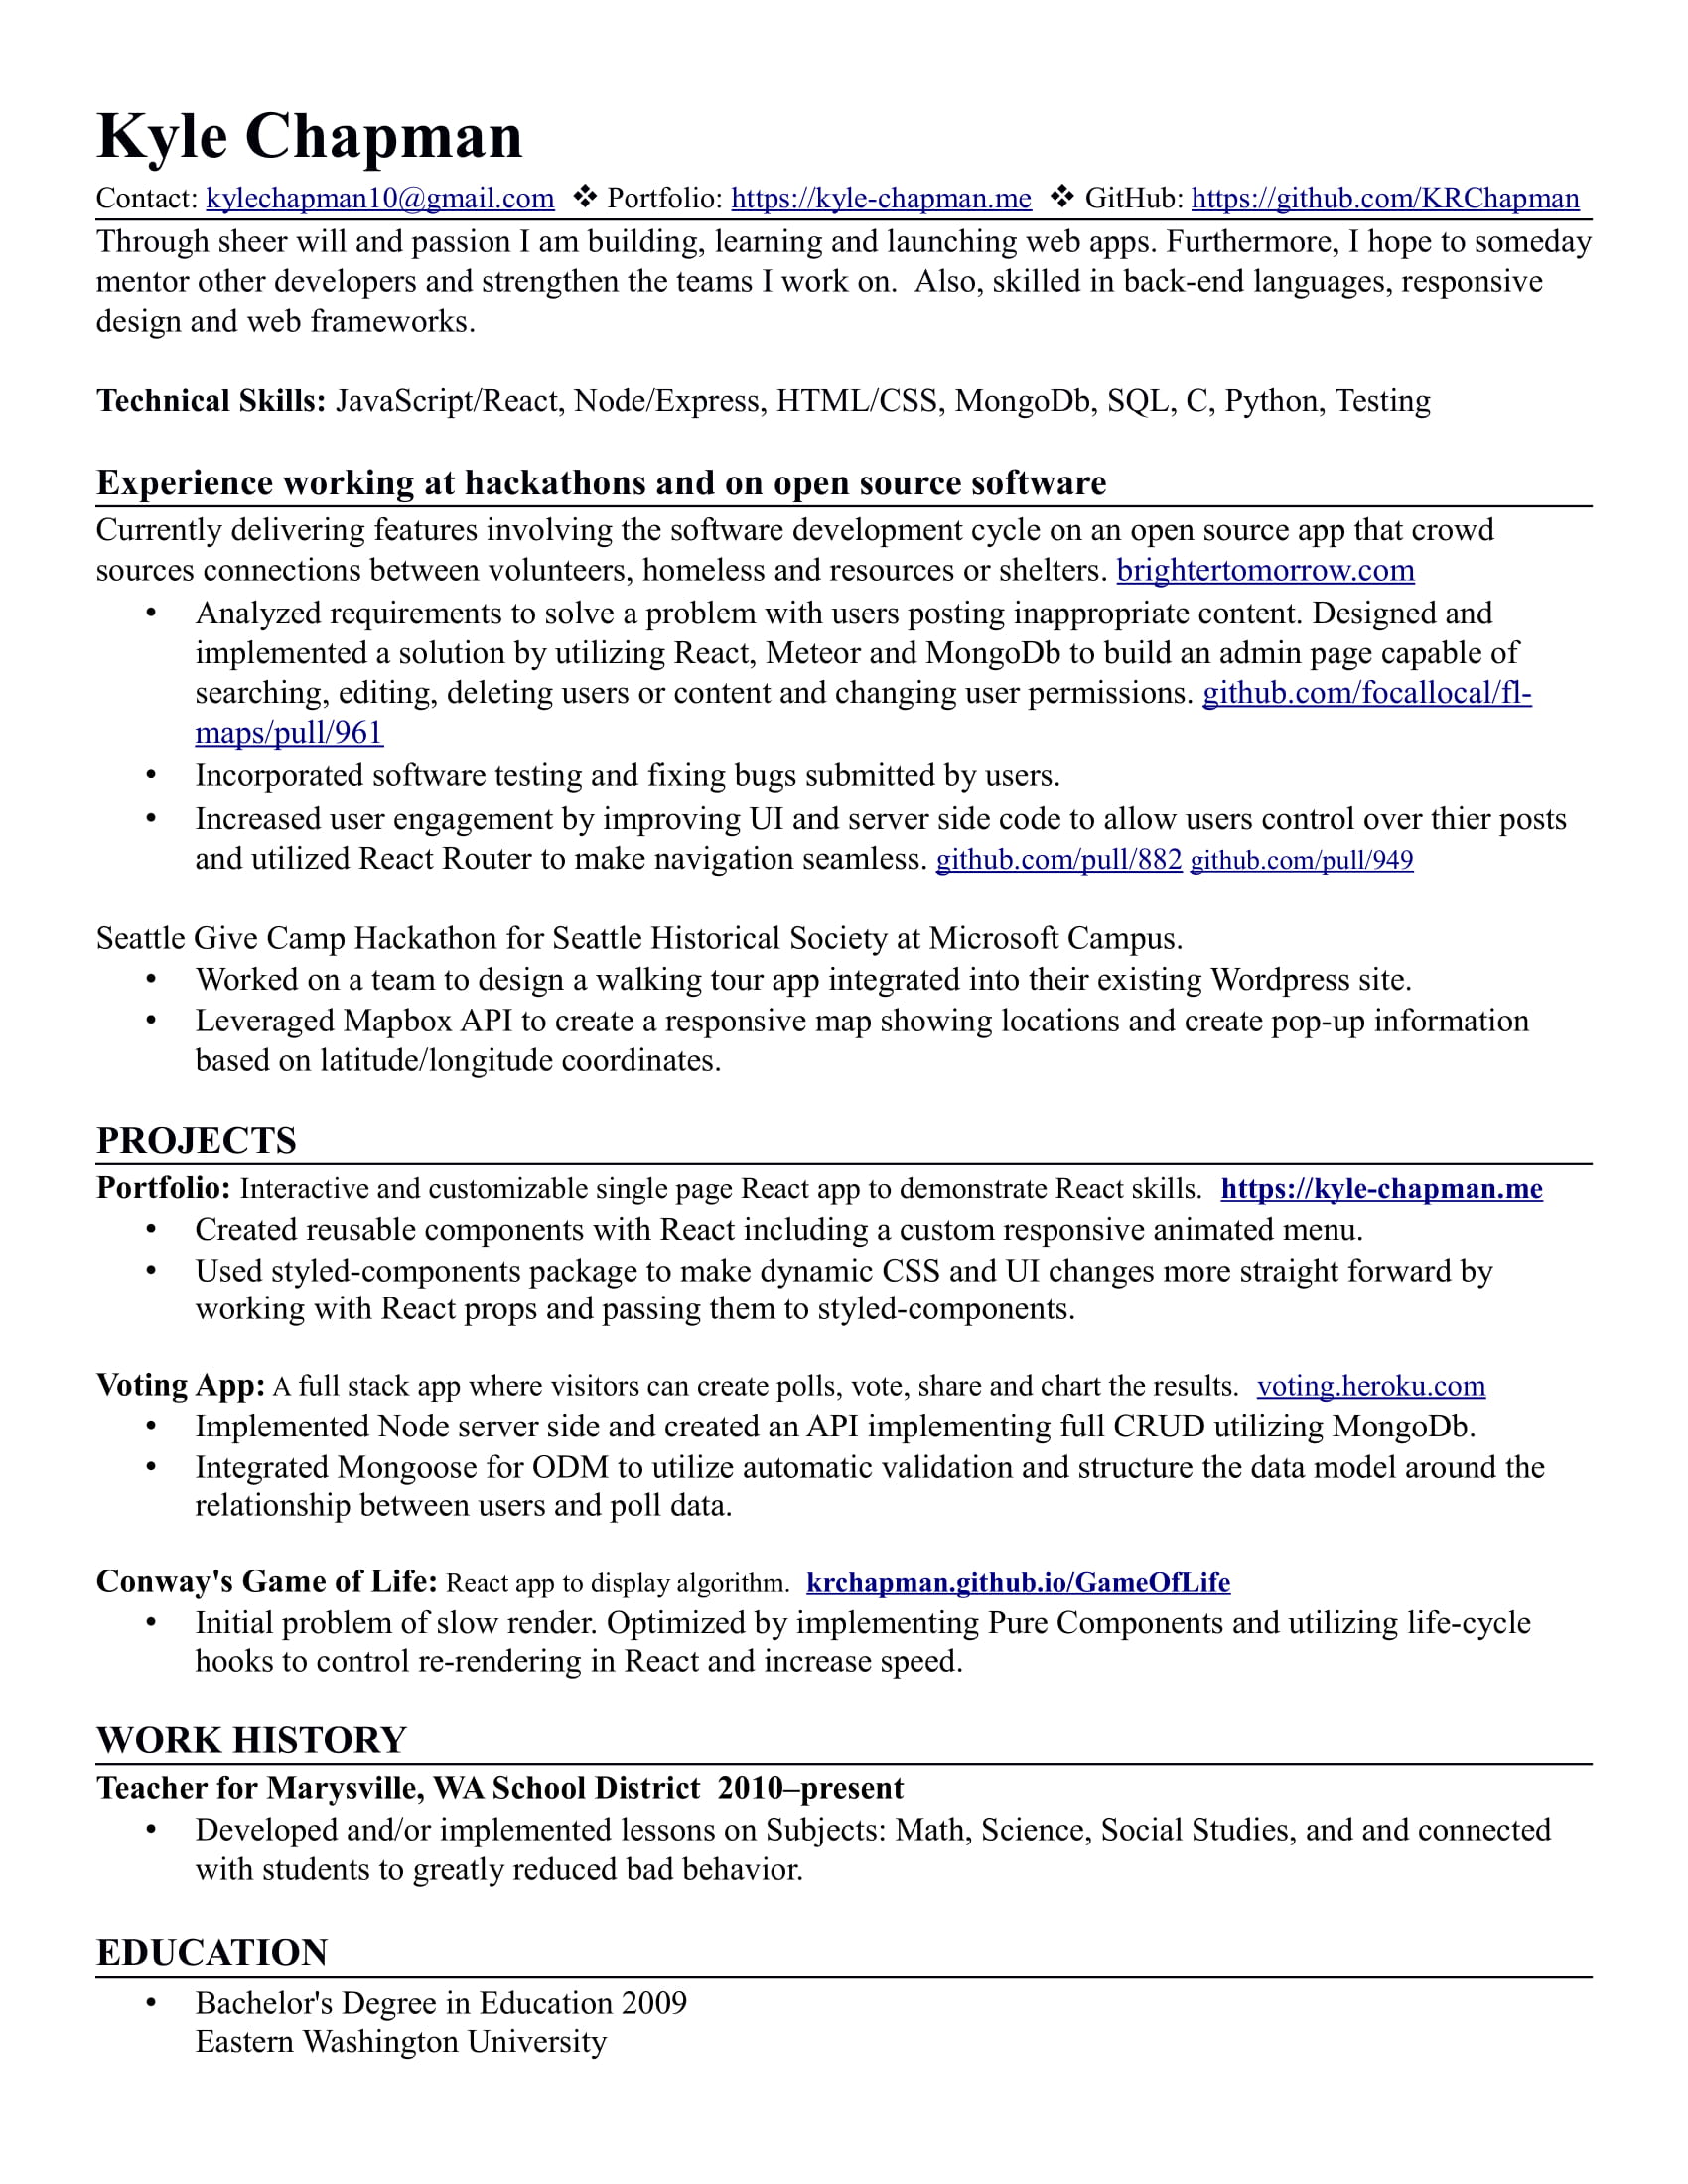 Kyle Chapman
Contact: kylechapman10@gmail.com ❖ Portfolio: https://kyle-chapman.me ❖ GitHub: https://github.com/KRChapman
Through sheer will and passion I am building, learning and launching web apps. Furthermore, I hope to someday
mentor other developers and strengthen the teams I work on.  Also, skilled in back-end languages, responsive
design and web frameworks.
Technical Skills: JavaScript/React, Node/Express, HTML/CSS, MongoDb, SQL, C, Python, Testing
Experience working at hackathons and on open source software
Currently delivering features involving the software development cycle on an open source app that crowd
sources connections between volunteers, homeless and resources or shelters. brightertomorrow.com
• Analyzed requirements to solve a problem with users posting inappropriate content. Designed and
implemented a solution by utilizing React, Meteor and MongoDb to build an admin page capable of
searching, editing, deleting users or content and changing user permissions. github.com/focallocal/fl-
maps/pull/961
• Incorporated software testing and fixing bugs submitted by users.
• Increased user engagement by improving UI and server side code to allow users control over thier posts
and utilized React Router to make navigation seamless. github.com/pull/882 github.com/pull/949
Seattle Give Camp Hackathon for Seattle Historical Society at Microsoft Campus.
• Worked on a team to design a walking tour app integrated into their existing Wordpress site.
• Leveraged Mapbox API to create a responsive map showing locations and create pop-up information
based on latitude/longitude coordinates.
PROJECTS
Portfolio: Interactive and customizable single page React app to demonstrate React skills.  https://kyle-chapman.me
• Created reusable components with React including a custom responsive animated menu.
• Used styled-components package to make dynamic CSS and UI changes more straight forward by
working with React props and passing them to styled-components.
Voting App: A full stack app where visitors can create polls, vote, share and chart the results.  voting.heroku.com
• Implemented Node server side and created an API implementing full CRUD utilizing MongoDb.
• Integrated Mongoose for ODM to utilize automatic validation and structure the data model around the
relationship between users and poll data.
Conway's Game of Life: React app to display algorithm.  krchapman.github.io/GameOfLife
• Initial problem of slow render. Optimized by implementing Pure Components and utilizing life-cycle
hooks to control re-rendering in React and increase speed.
WORK HISTORY
Teacher for Marysville, WA School District  2010–present
• Developed and/or implemented lessons on Subjects: Math, Science, Social Studies, and and connected
with students to greatly reduced bad behavior.
EDUCATION
• Bachelor's Degree in Education 2009
Eastern Washington University